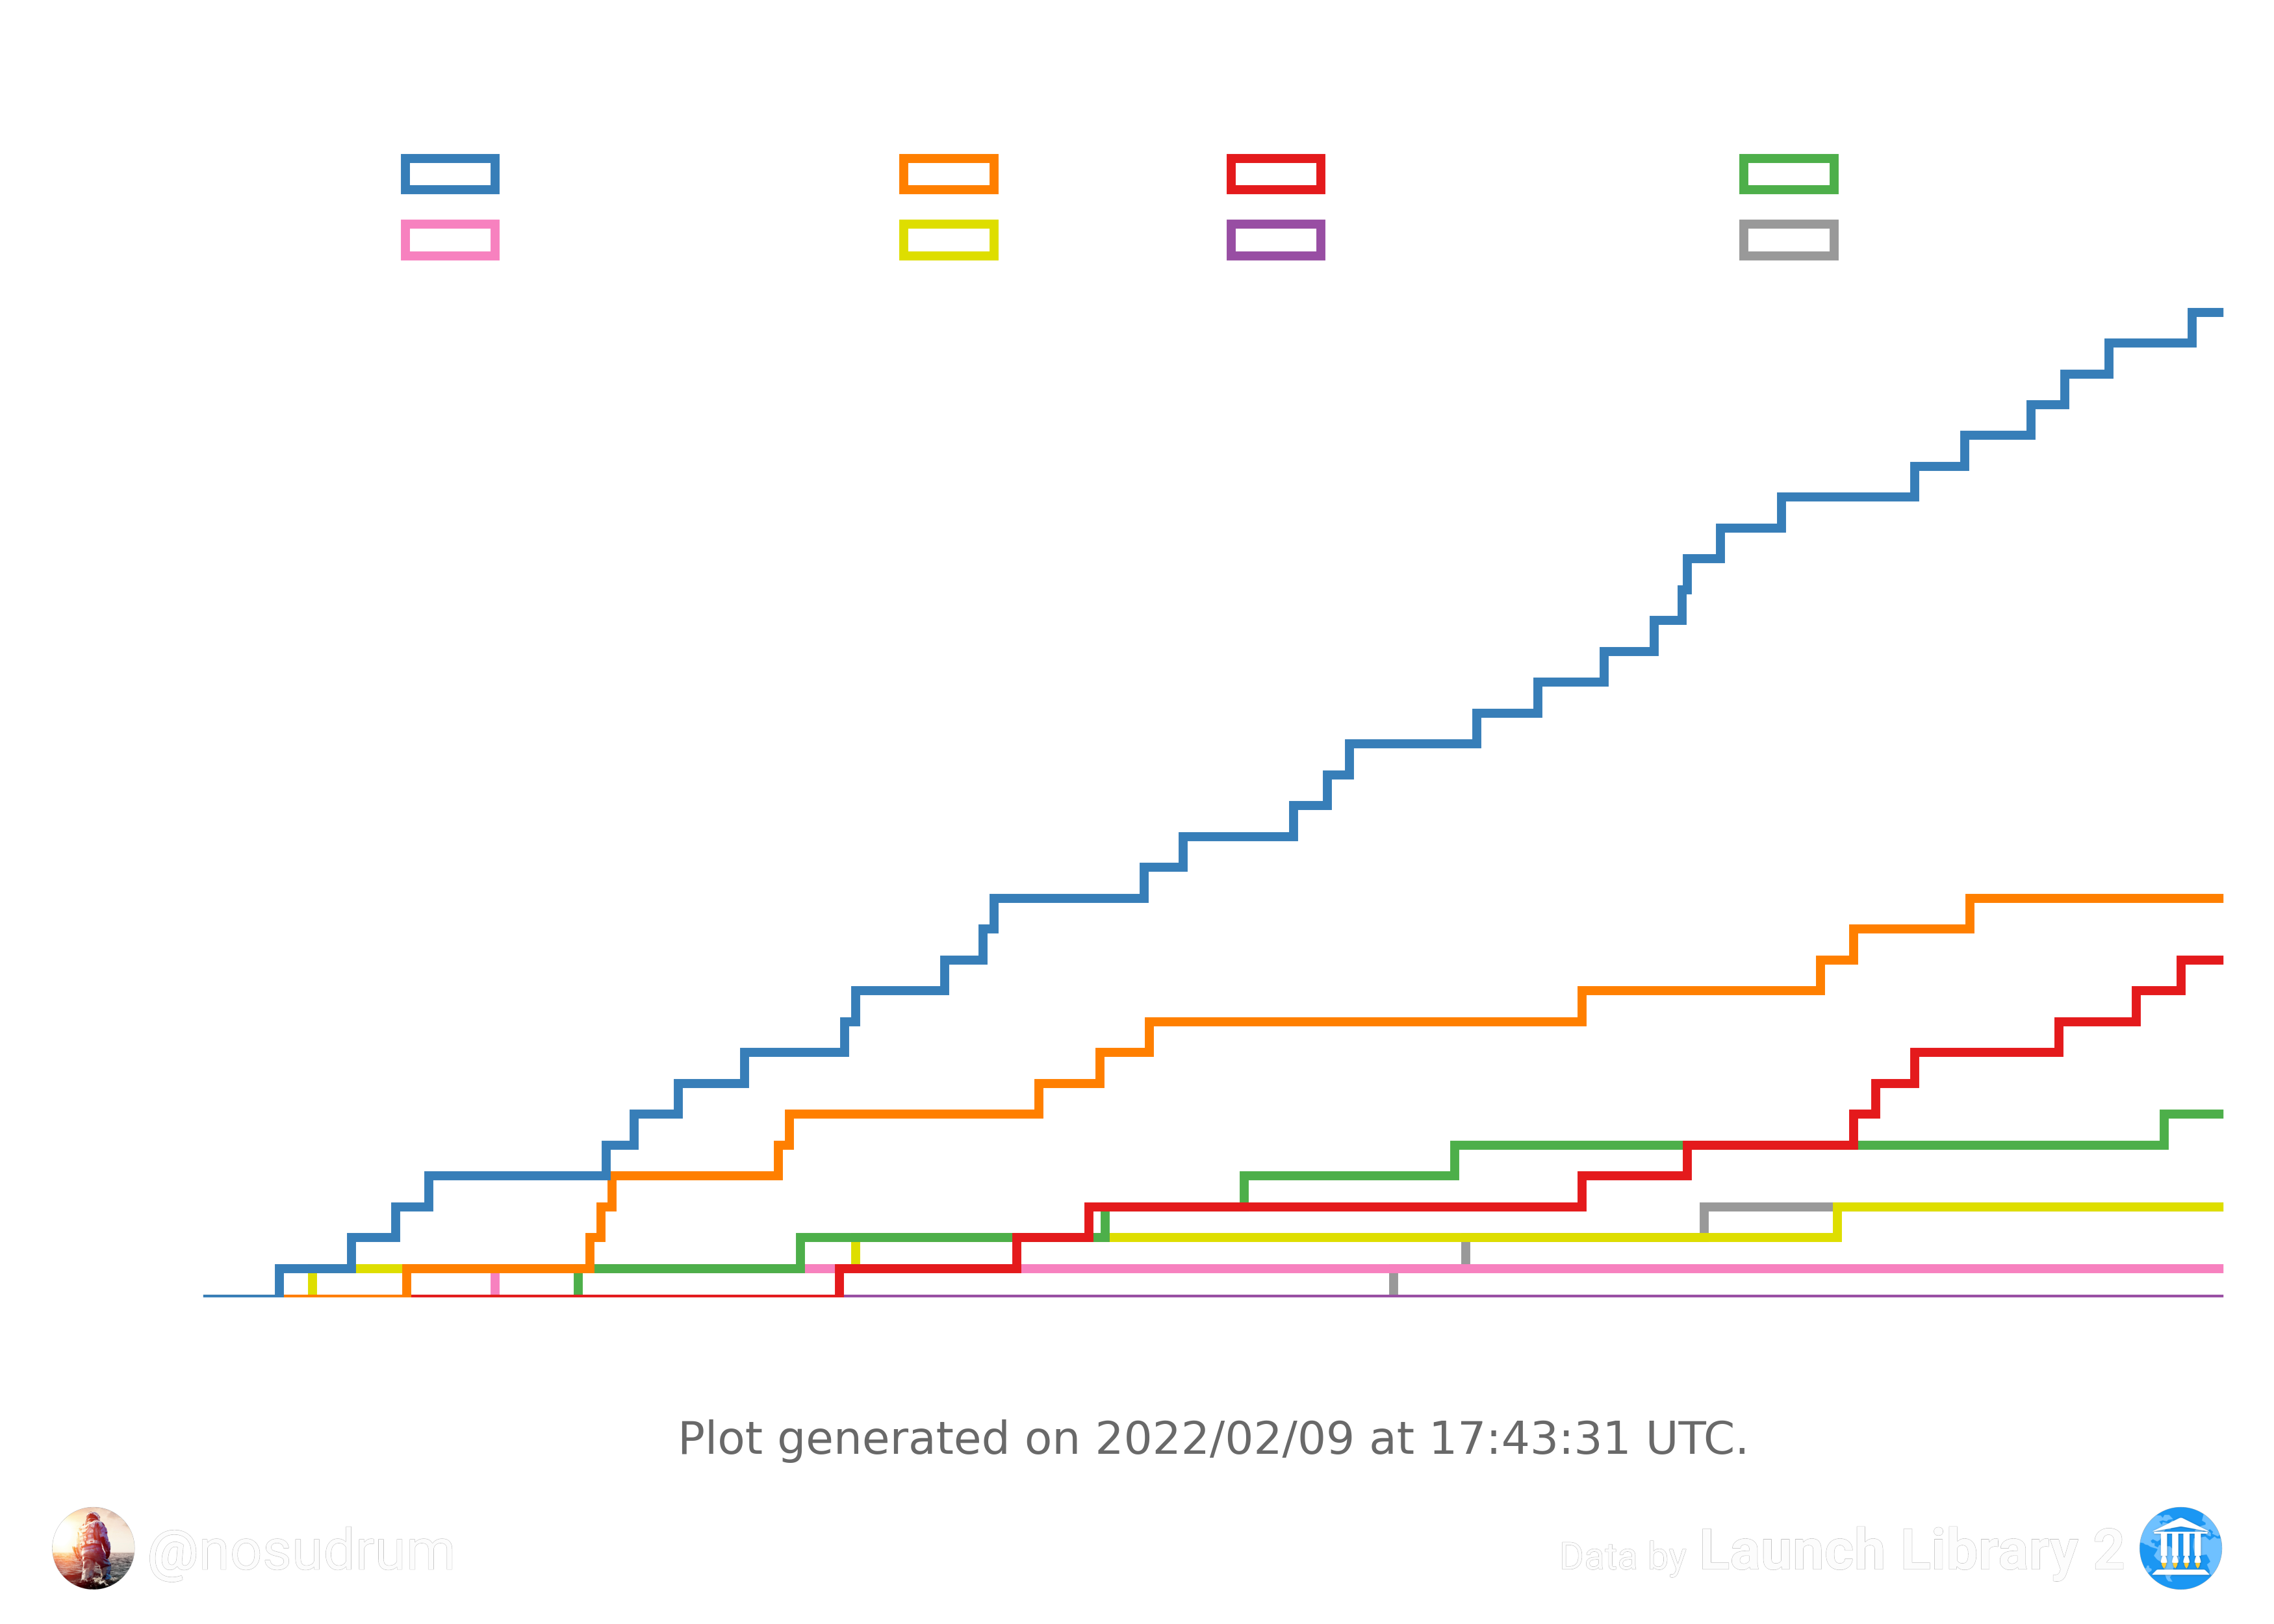 Plot generated on 2022/02/09 at 17:43:31 UTC.
@nosudrum
Data by Launch Library 2